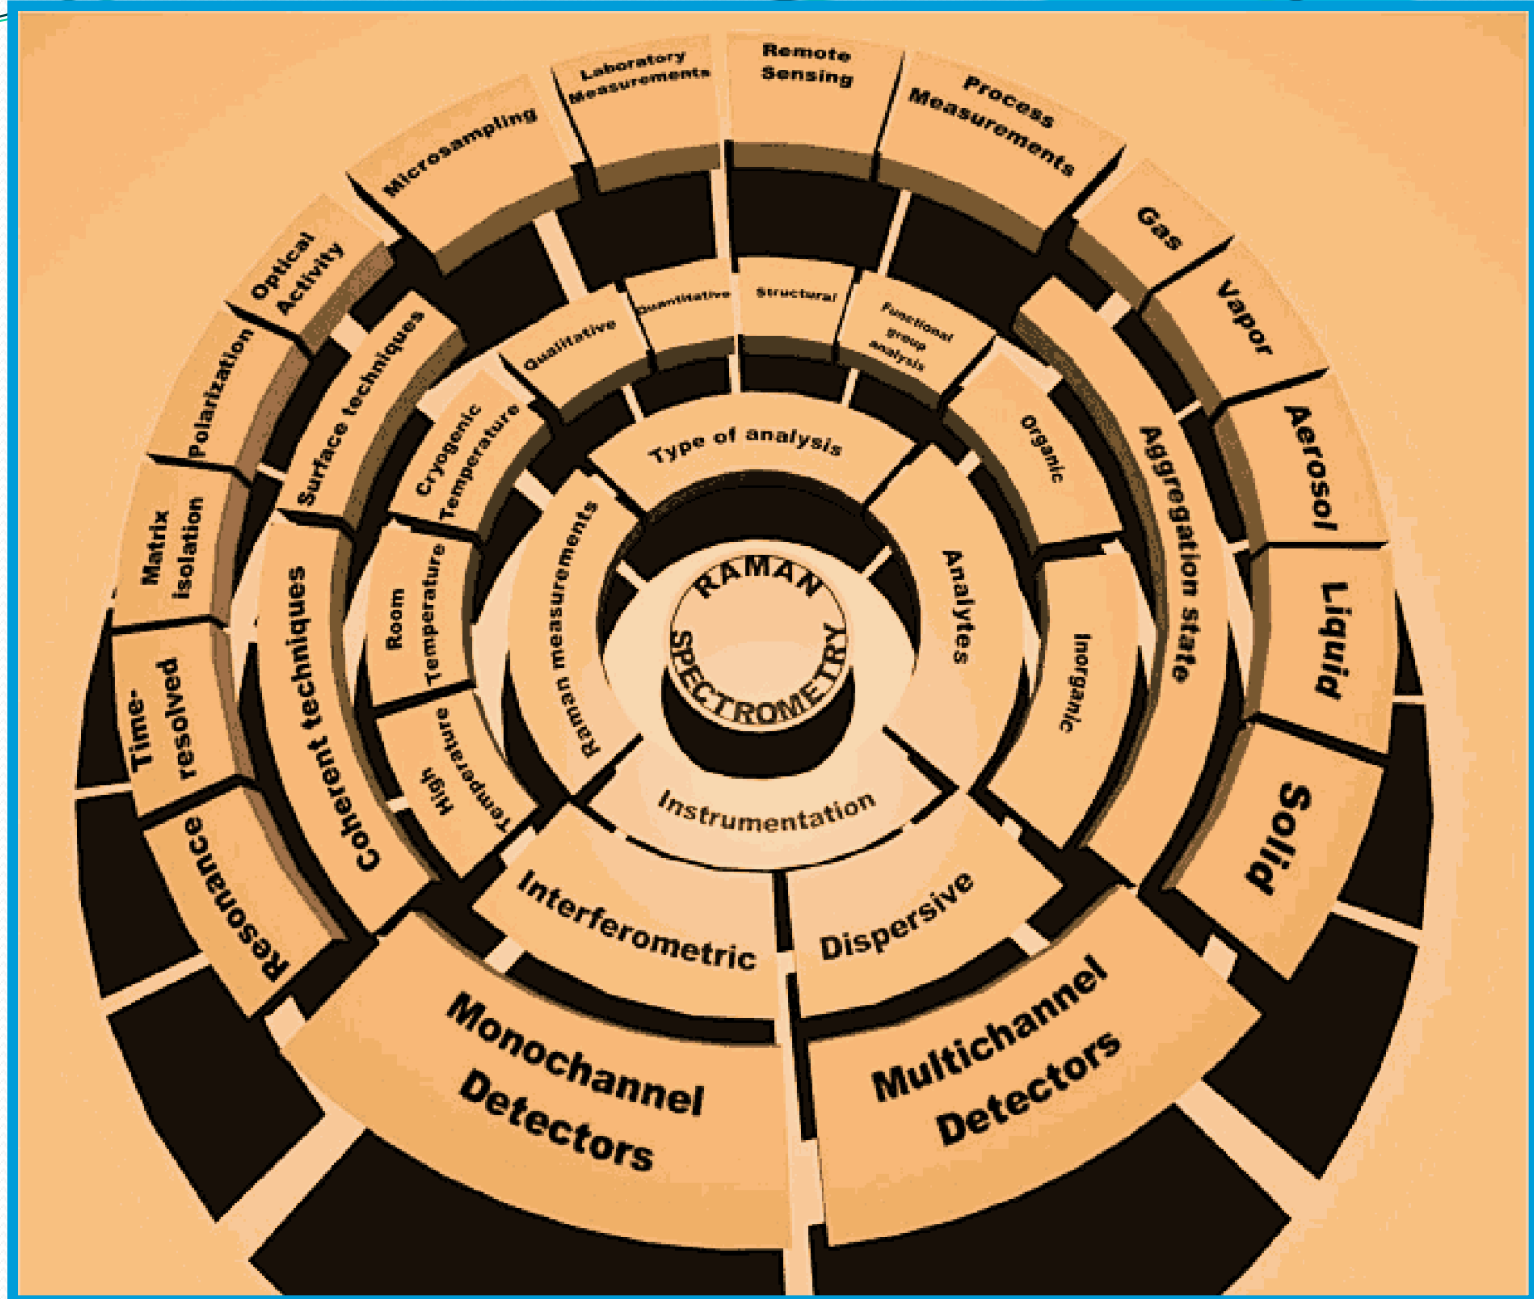 RAMAN
SPECTROMETRY
Type of analysis
Analytes
Instrumentation
Raman measurements
Qualitative
Quantitative
Structural
Functional
group
analysis
Organic
Inorganic
Dispersive
Interferometric
High
Temperature
Room
Temperature
Cryogenic
Temperature
Surface techniques
Coherent techniques
Aggregation state
Microsampling
Laboratory
Measurements
Remote
Sensing
Process
Measurements
Gas
Vapor
Aerosol
Liquid
Solid
Multichannel
Detectors
Monochannel
Detectors
Resonance
Time-
resolved
Matrix
isolation
Polarization
Optical
Activity